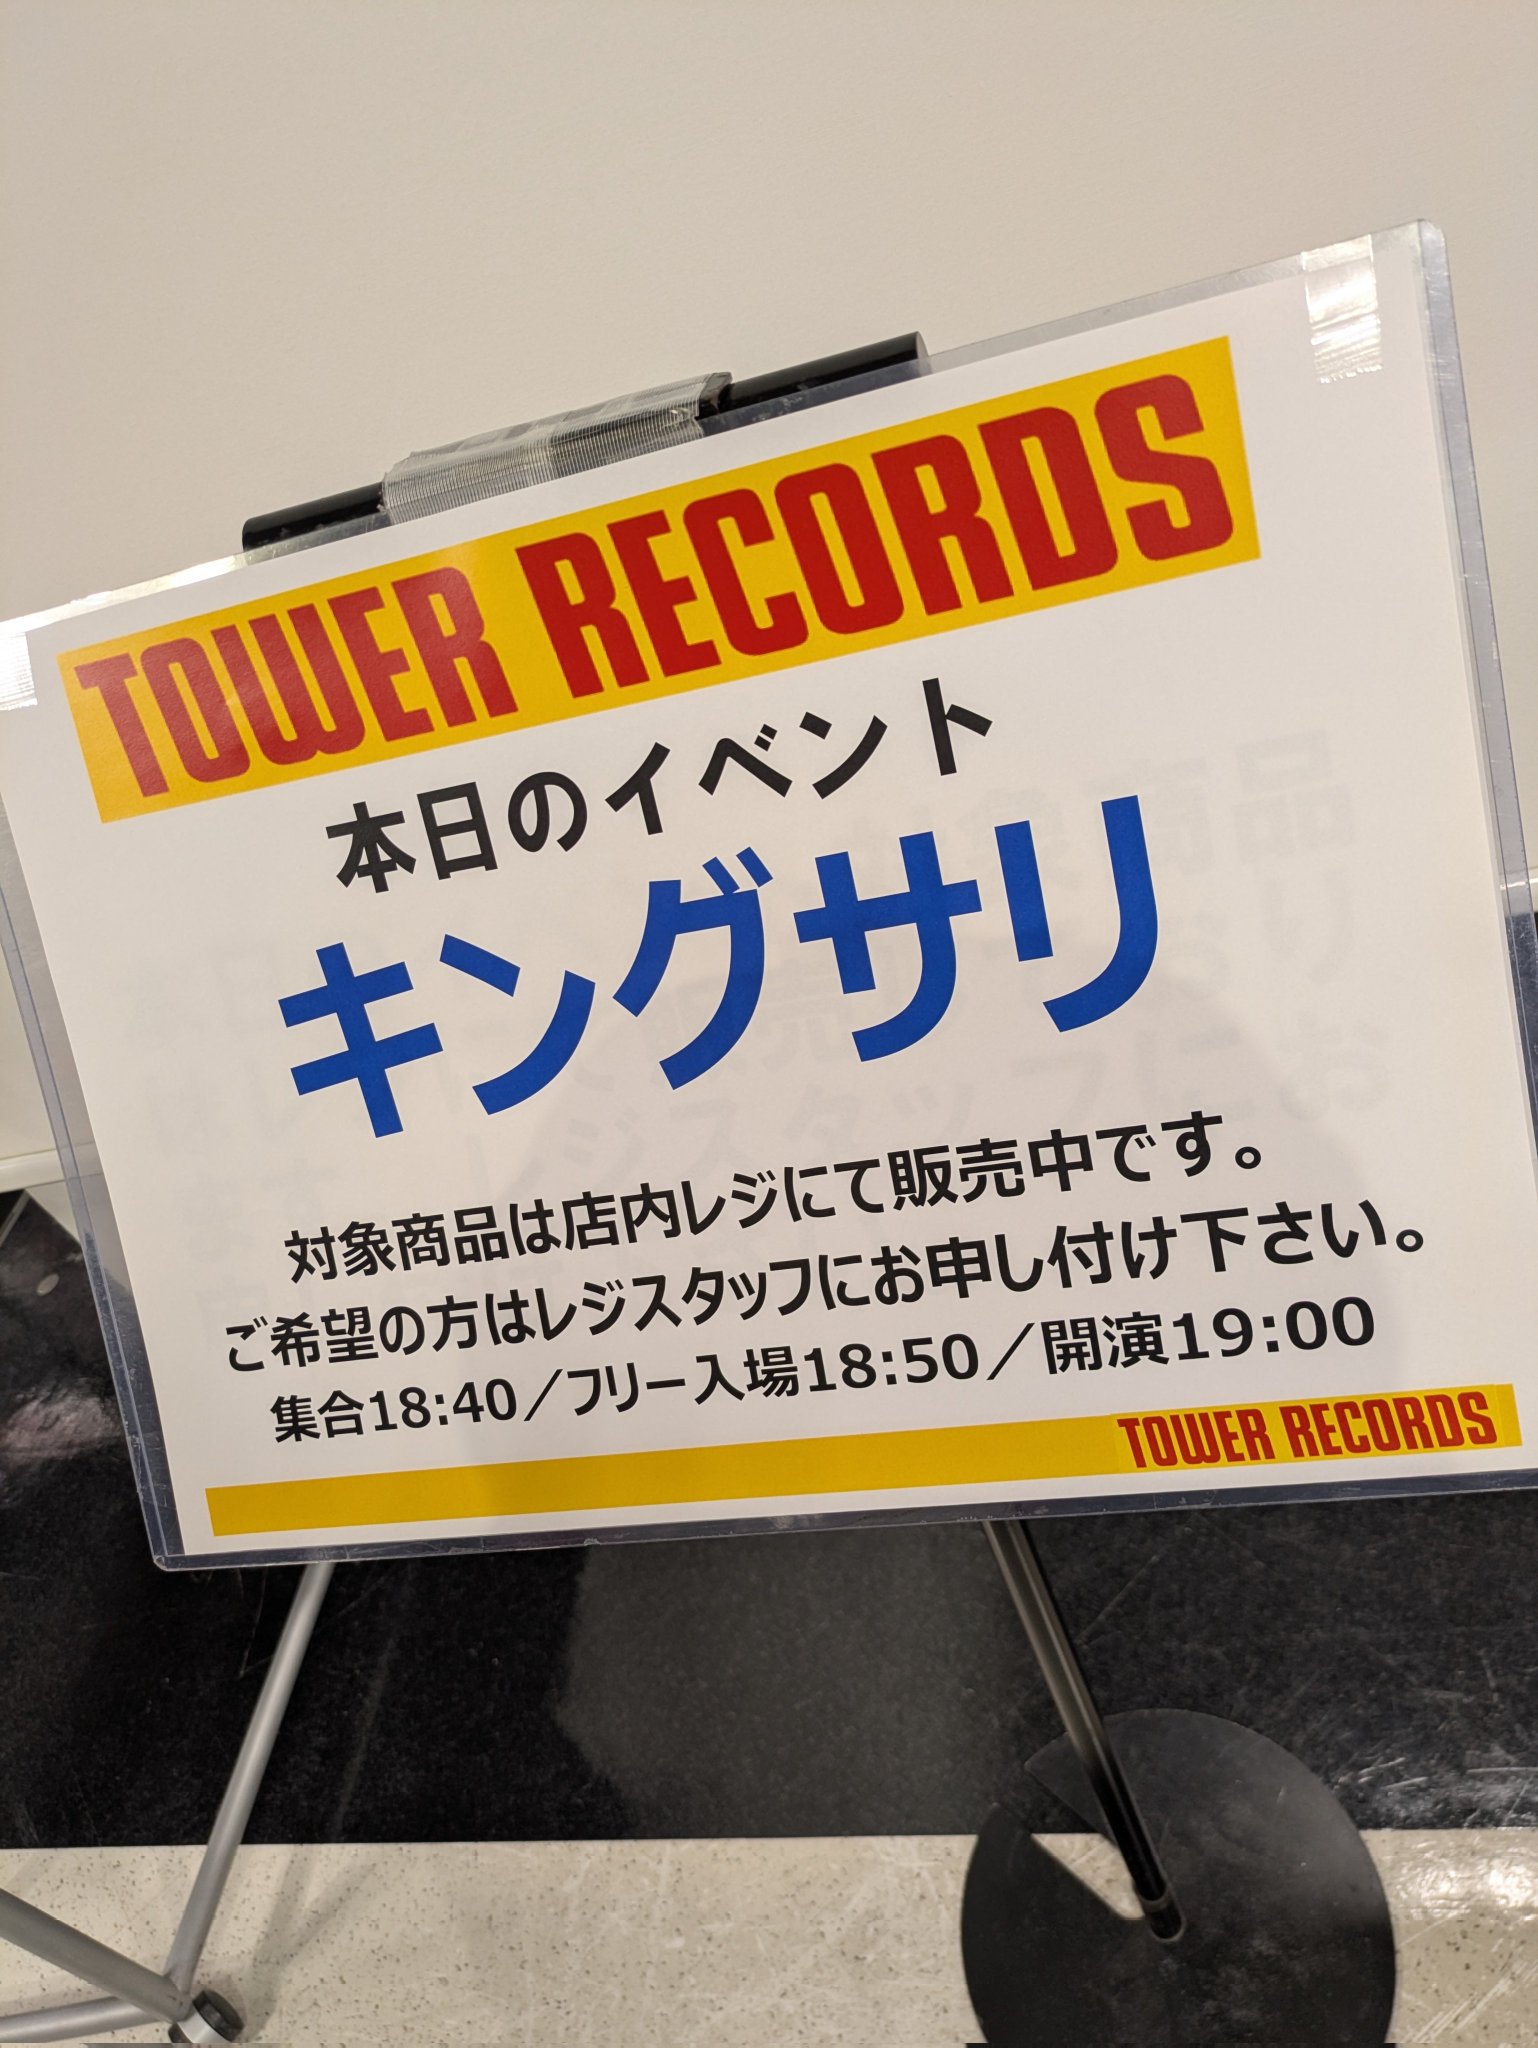 TOWER RECORDS
本日のイベント
キングサリ
対象商品は店内レジにて販売中です。
ご希望の方はレジスタッフにお申し付け下さい。
集合18:40／フリー入場18:50／開演19:00
TOWER RECORDS